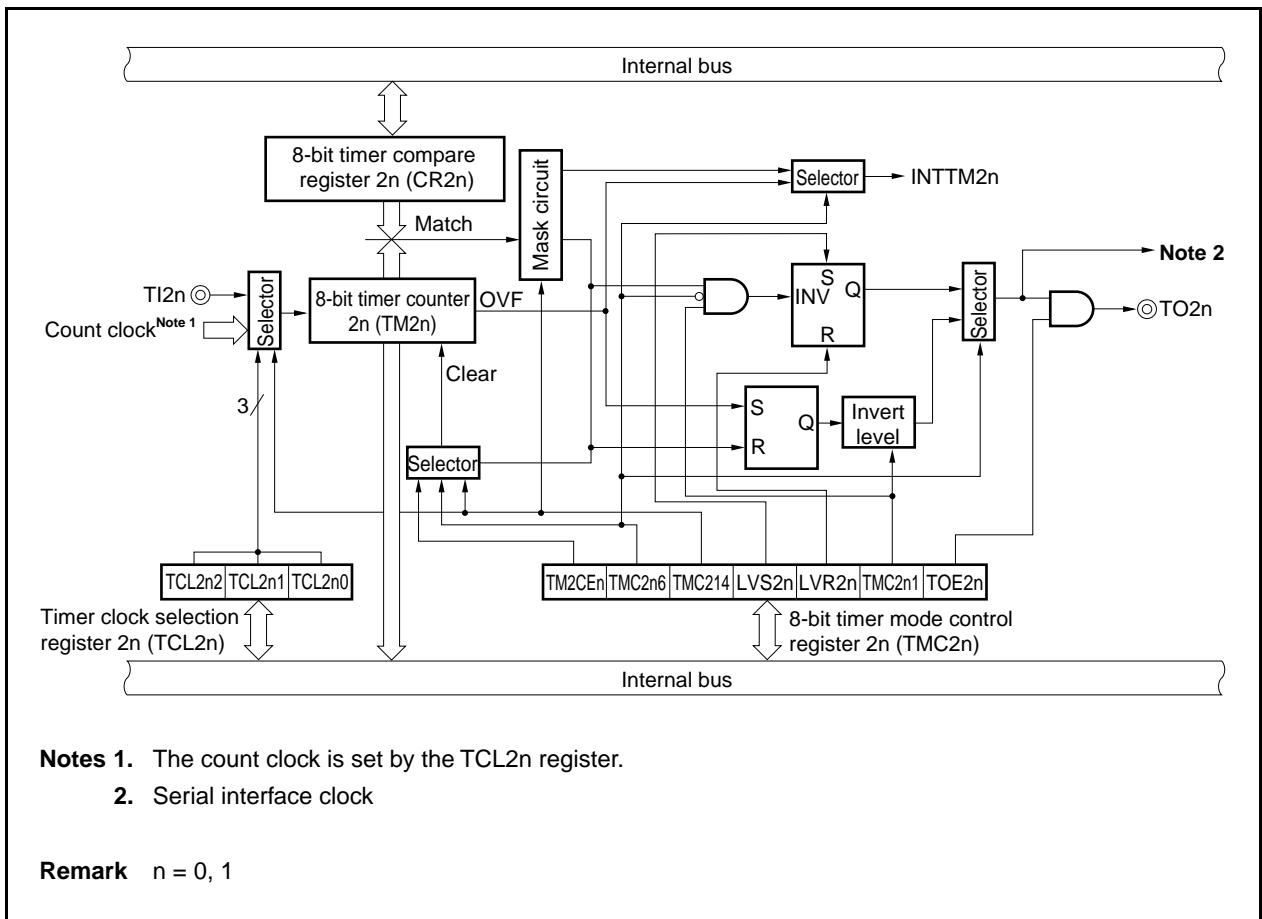 Internal bus
8-bit timer compare
register 2n (CR2n)
Match
Mask circuit
Selector
INTTM2n
Note 2
TI2n
Count clock Note 1
Selector
8-bit timer counter
2n (TM2n)
OVF
Clear
3
Selector
S
INV
Q
R
Selector
TO2n
S
Q
R
Invert
level
TCL2n2 TCL2n1 TCL2n0
TM2CEn TMC2n6 TMC214 LVS2n LVR2n TMC2n1 TOE2n
Timer clock selection
register 2n (TCL2n)
8-bit timer mode control
register 2n (TMC2n)
Internal bus
Notes 1. The count clock is set by the TCL2n register.
2. Serial interface clock
Remark n = 0, 1